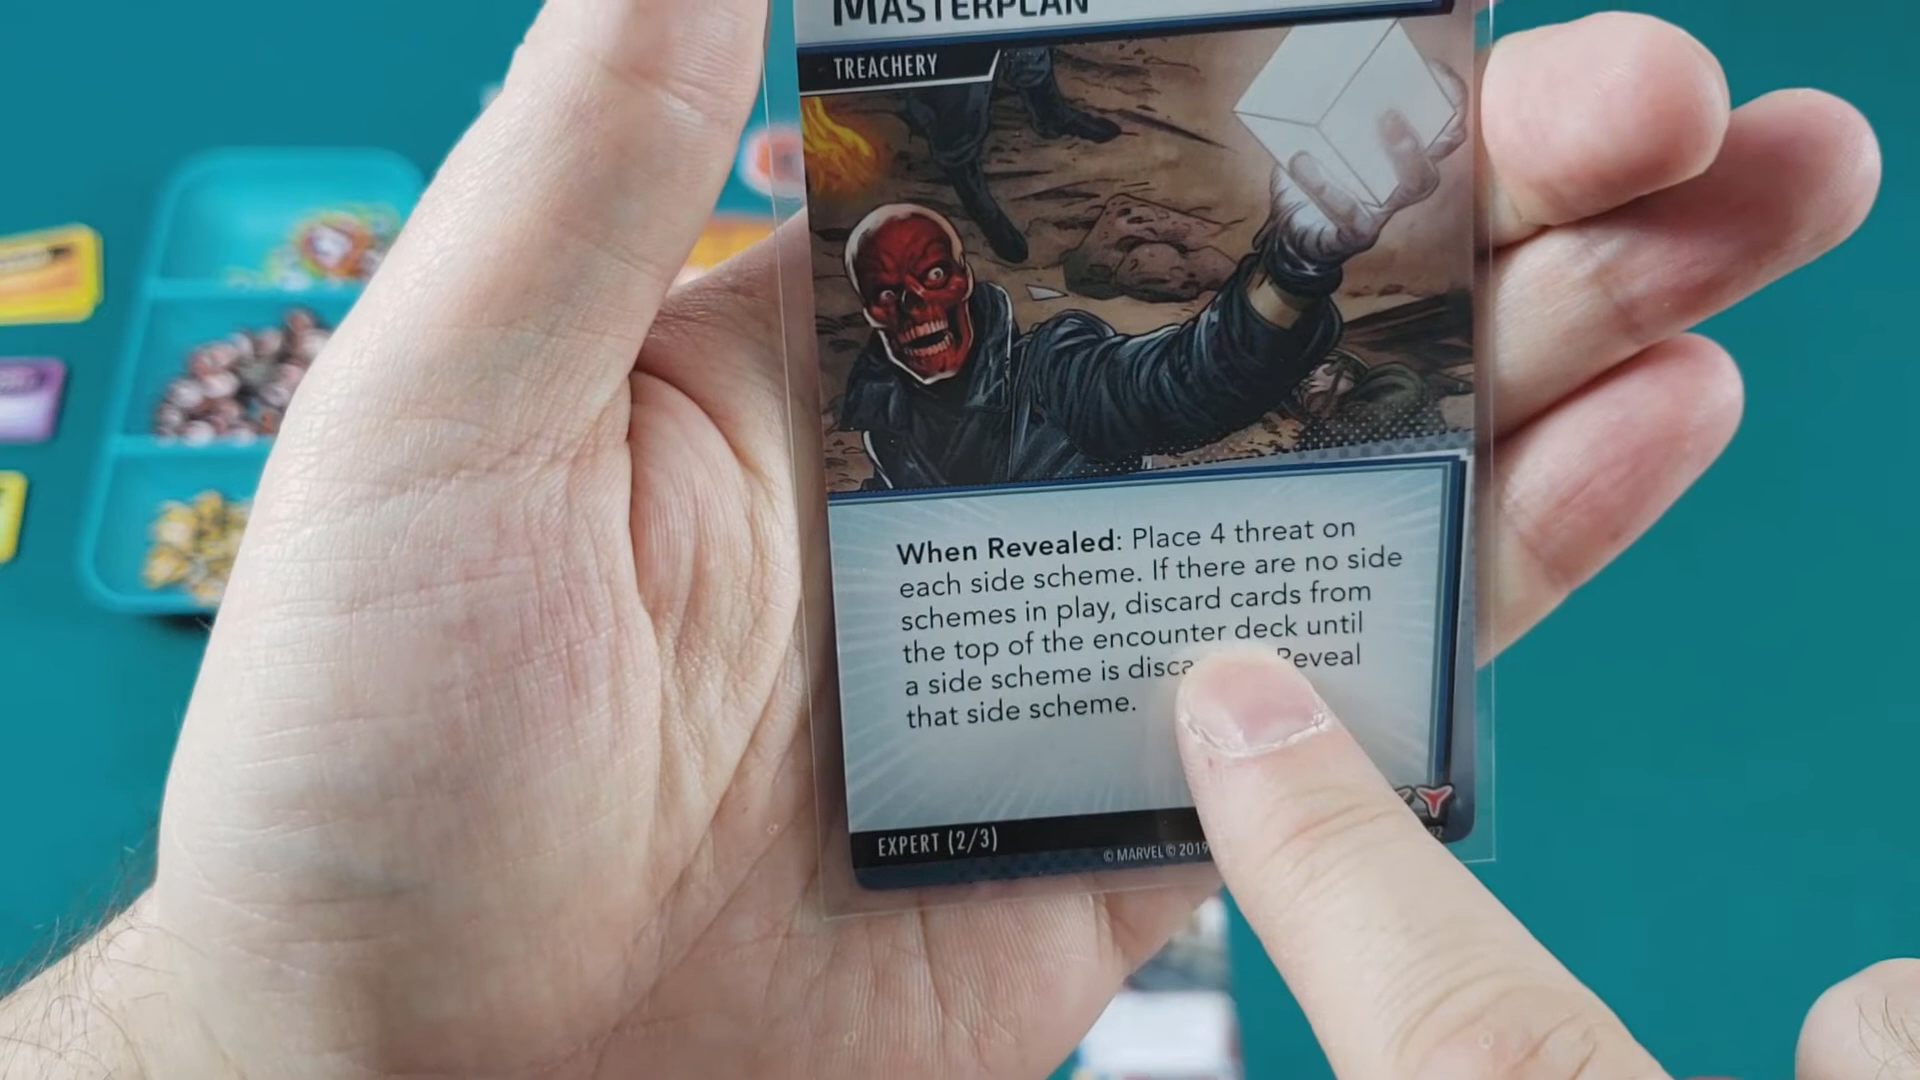 MASTERPLAN
TREACHERY
When Revealed: Place 4 threat on
each side scheme. If there are no side
schemes in play, discard cards from
the top of the encounter deck until
a side scheme is Reveal
that side scheme.
EXPERT (2/3)
© MARVEL © 2019